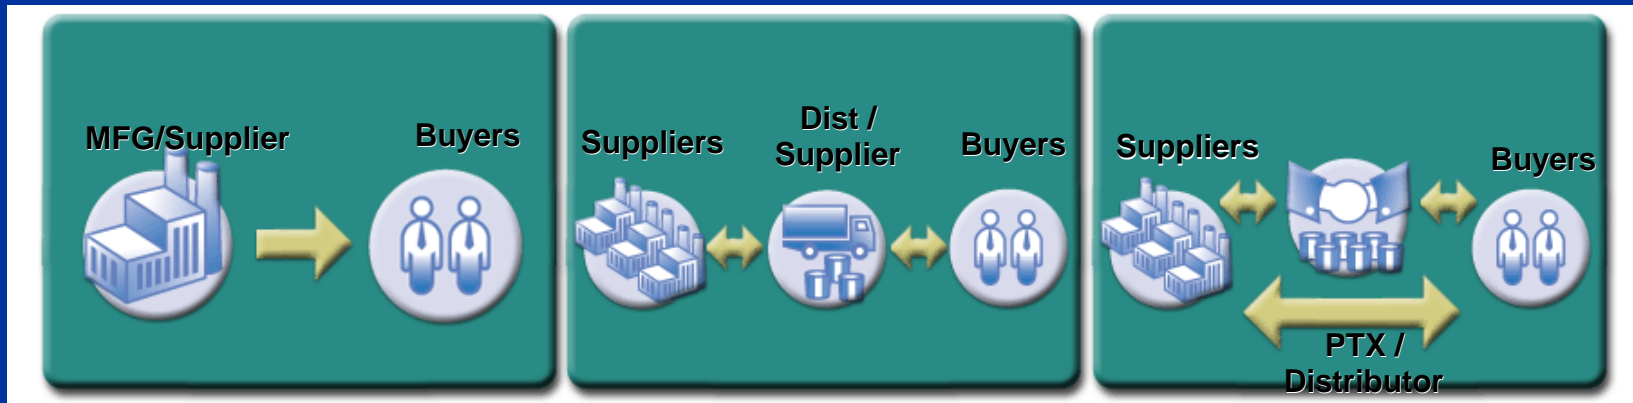 MFG/Supplier
Buyers
Suppliers
Dist /
Supplier
Buyers
Suppliers
Buyers
PTX /
Distributor